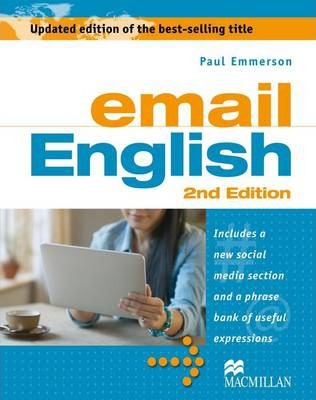 Updated edition of the best-selling title
Paul Emmerson
email
English
2nd Edition
Includes a
new social
media section
and a phrase
bank of useful
expressions
MACMILLAN